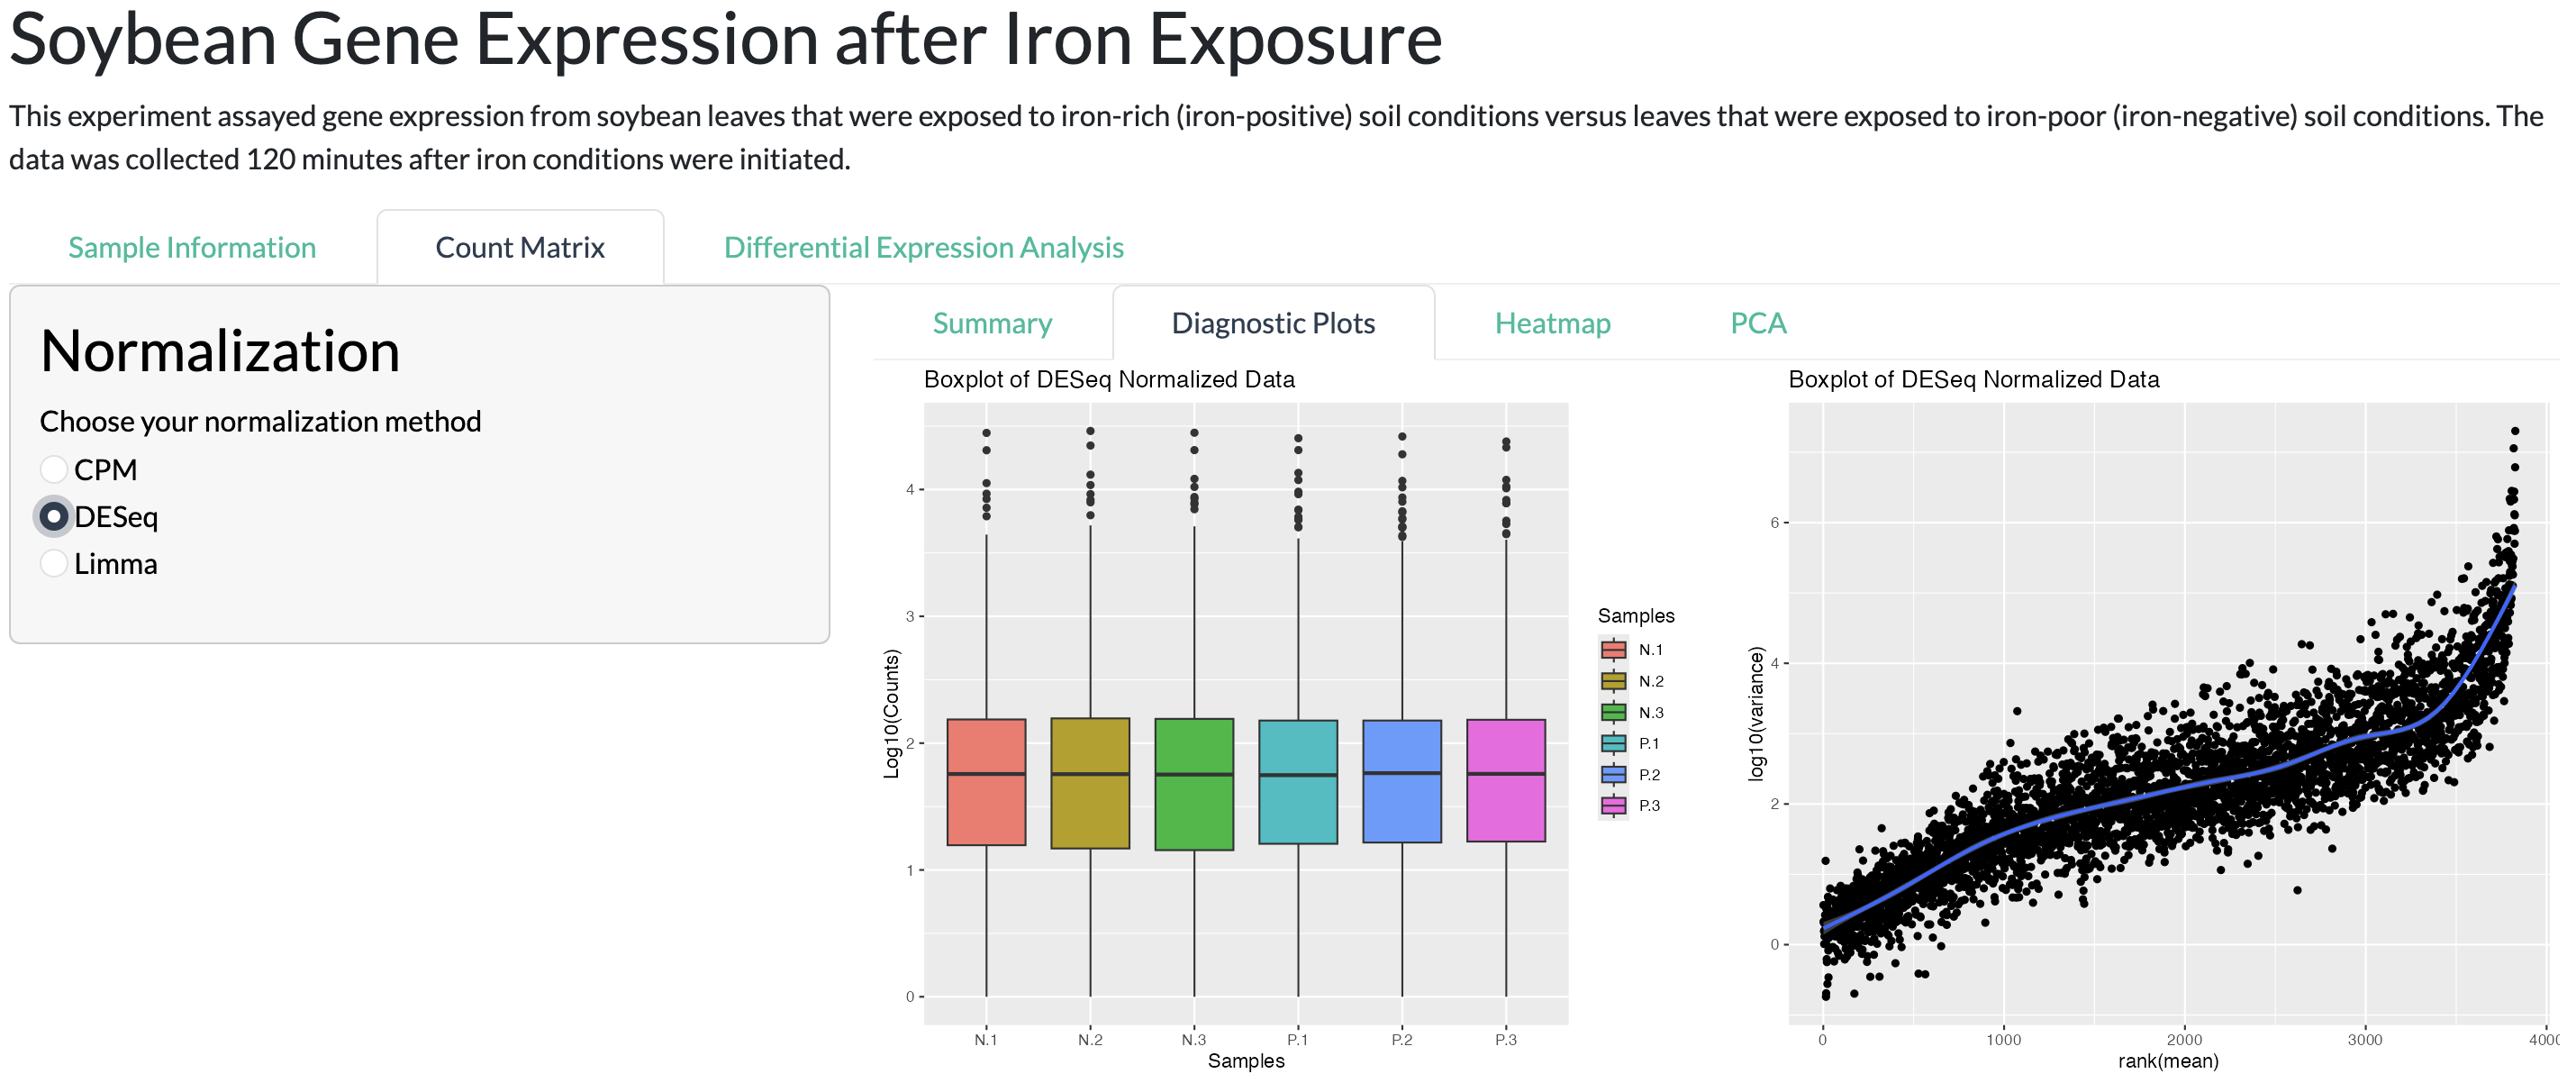 Soybean Gene Expression after Iron Exposure
This experiment assayed gene expression from soybean leaves that were exposed to iron-rich (iron-positive) soil conditions versus leaves that were exposed to iron-poor (iron-negative) soil conditions. The
data was collected 120 minutes after iron conditions were initiated.
Sample Information
Count Matrix
Differential Expression Analysis
Normalization
Choose your normalization method
CPM
DESeq
Limma
Summary
Diagnostic Plots
Heatmap
PCA
Boxplot of DESeq Normalized Data
Log10(Counts)
4
3
2
1
0
N.1 N.2 N.3 P.1 P.2 P.3
Samples
Samples
N.1
N.2
N.3
P.1
P.2
P.3
Boxplot of DESeq Normalized Data
log10(variance)
6
4
2
0
0 1000 2000 3000 4000
rank(mean)